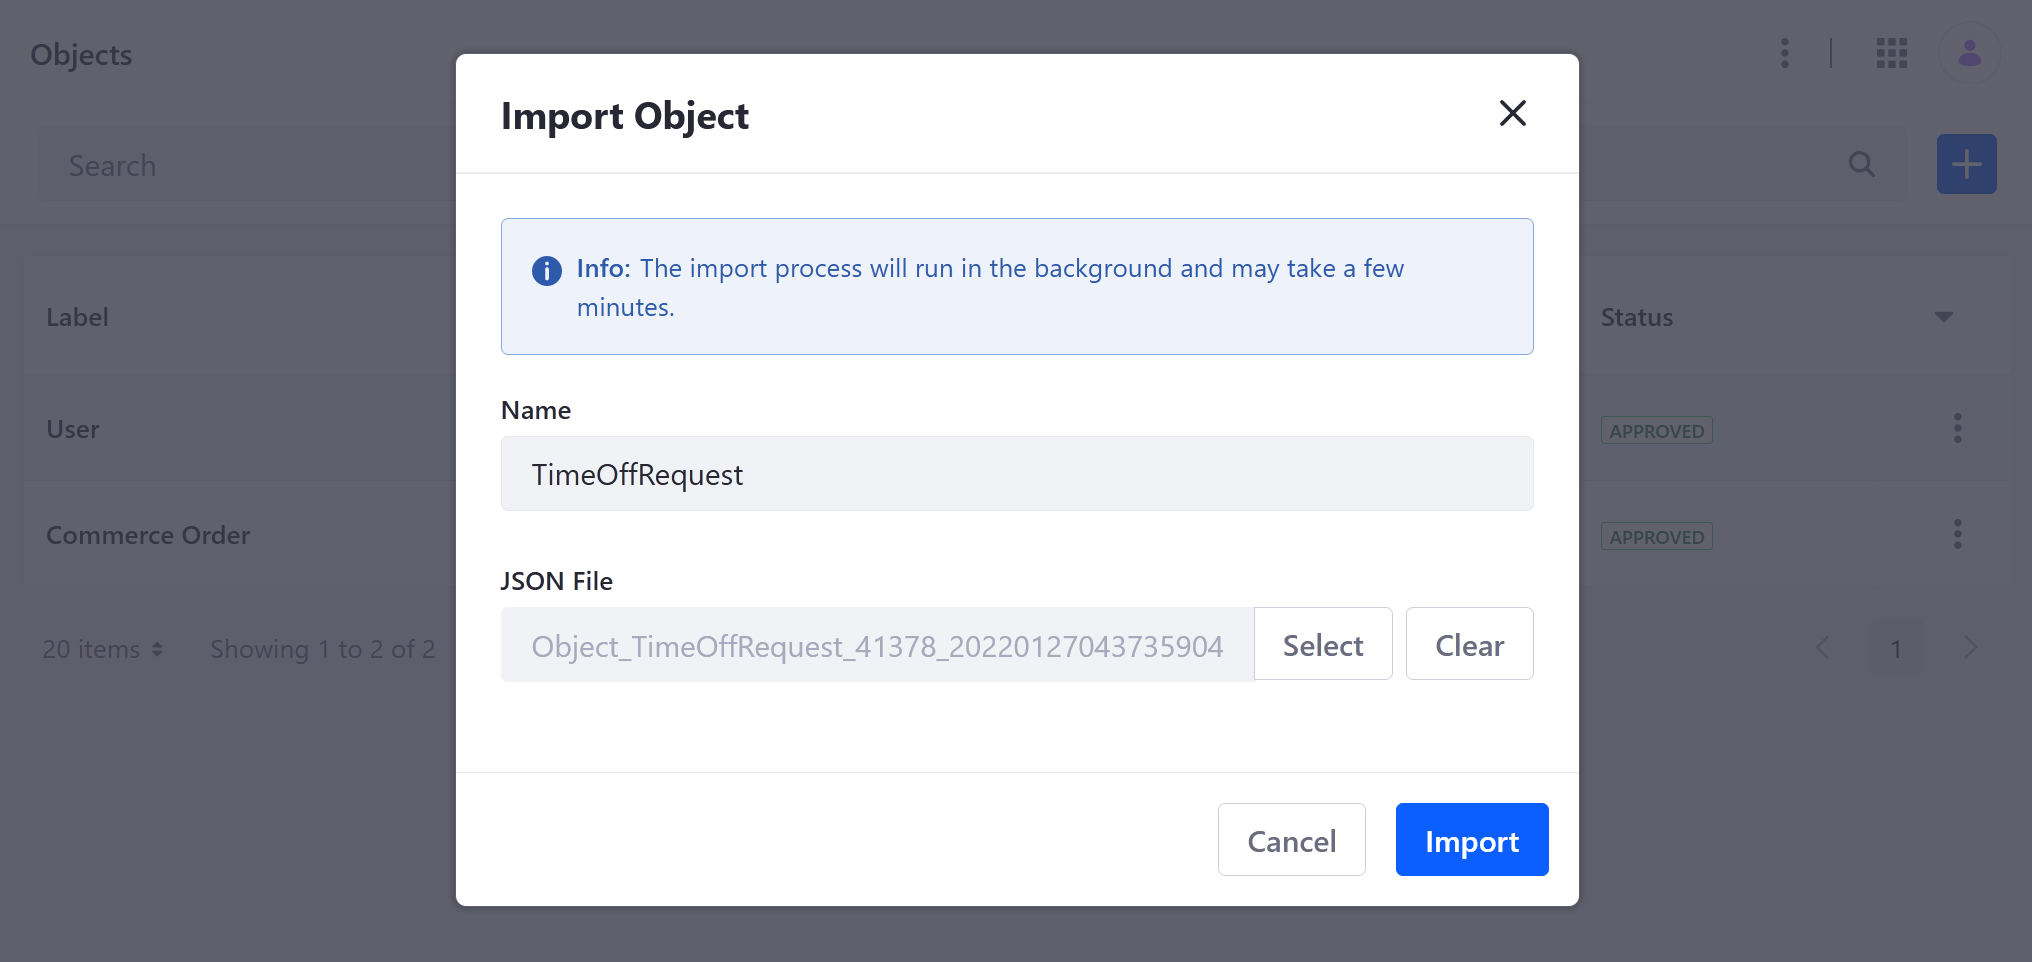 Objects
Import Object
Search
Info: The import process will run in the background and may take a few
minutes.
Label
Status
Name
User
APPROVED
TimeOffRequest
Commerce Order
APPROVED
JSON File
Object_TimeOffRequest_41378_20220127043735904
Select
Clear
20 items
Showing 1 to 2 of 2
1
Cancel
Import